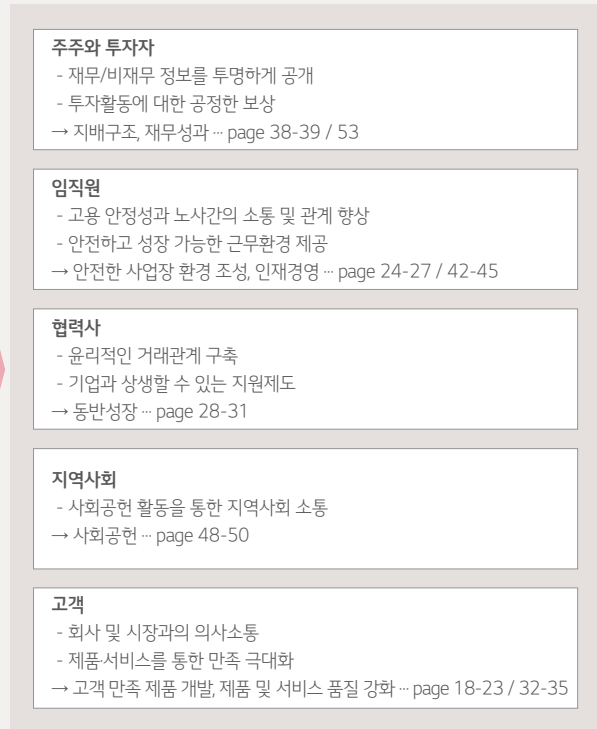 주주와 투자자
- 재무/비재무 정보를 투명하게 공개
- 투자활동에 대한 공정한 보상
→ 지배구조, 재무성과 ··· page 38-39 / 53
임직원
- 고용 안정성과 노사간의 소통 및 관계 향상
- 안전하고 성장 가능한 근무환경 제공
→ 안전한 사업장 환경 조성, 인재경영 ··· page 24-27 / 42-45
협력사
- 윤리적인 거래관계 구축
- 기업과 상생할 수 있는 지원제도
→ 동반성장 ··· page 28-31
지역사회
- 사회공헌 활동을 통한 지역사회 소통
→ 사회공헌 ··· page 48-50
고객
- 회사 및 시장과의 의사소통
- 제품·서비스를 통한 만족 극대화
→ 고객 만족 제품 개발, 제품 및 서비스 품질 강화 ··· page 18-23 / 32-35